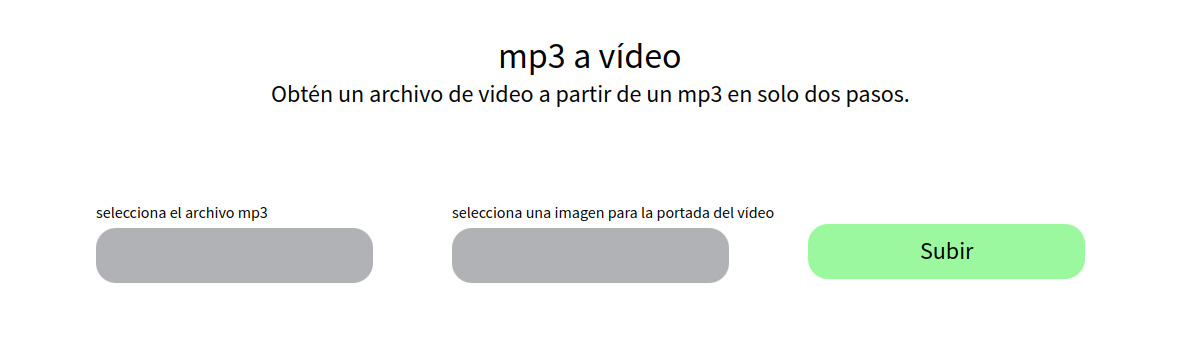 mp3 a vídeo
Obtén un archivo de video a partir de un mp3 en solo dos pasos.
selecciona el archivo mp3
selecciona una imagen para la portada del vídeo
Subir